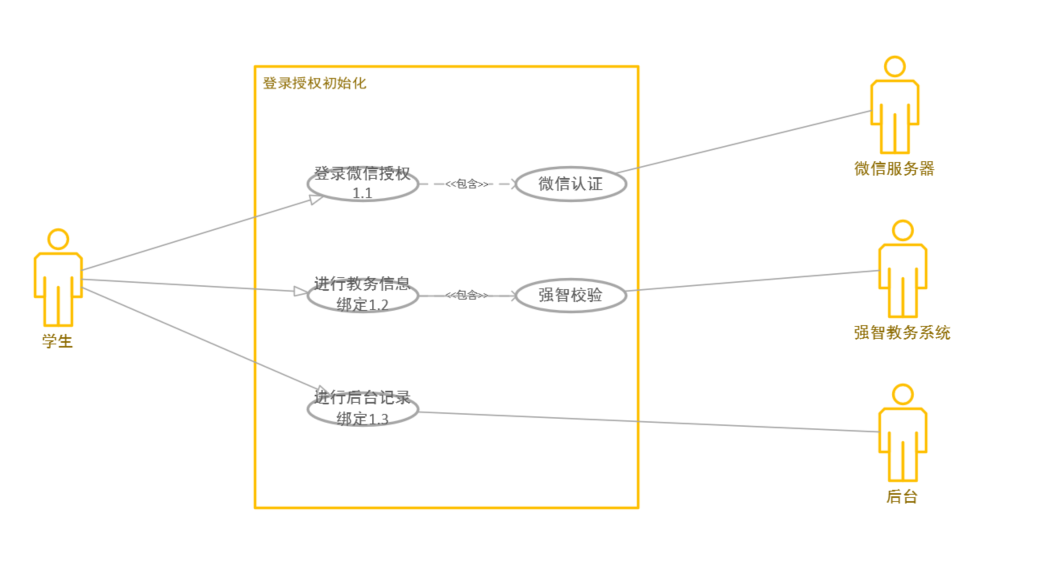 登录授权初始化
登录微信授权
1.1
<<包含>>
微信认证
微信服务器
进行教务信息
绑定1.2
<<包含>>
强智校验
强智教务系统
学生
进行后台记录
绑定1.3
后台